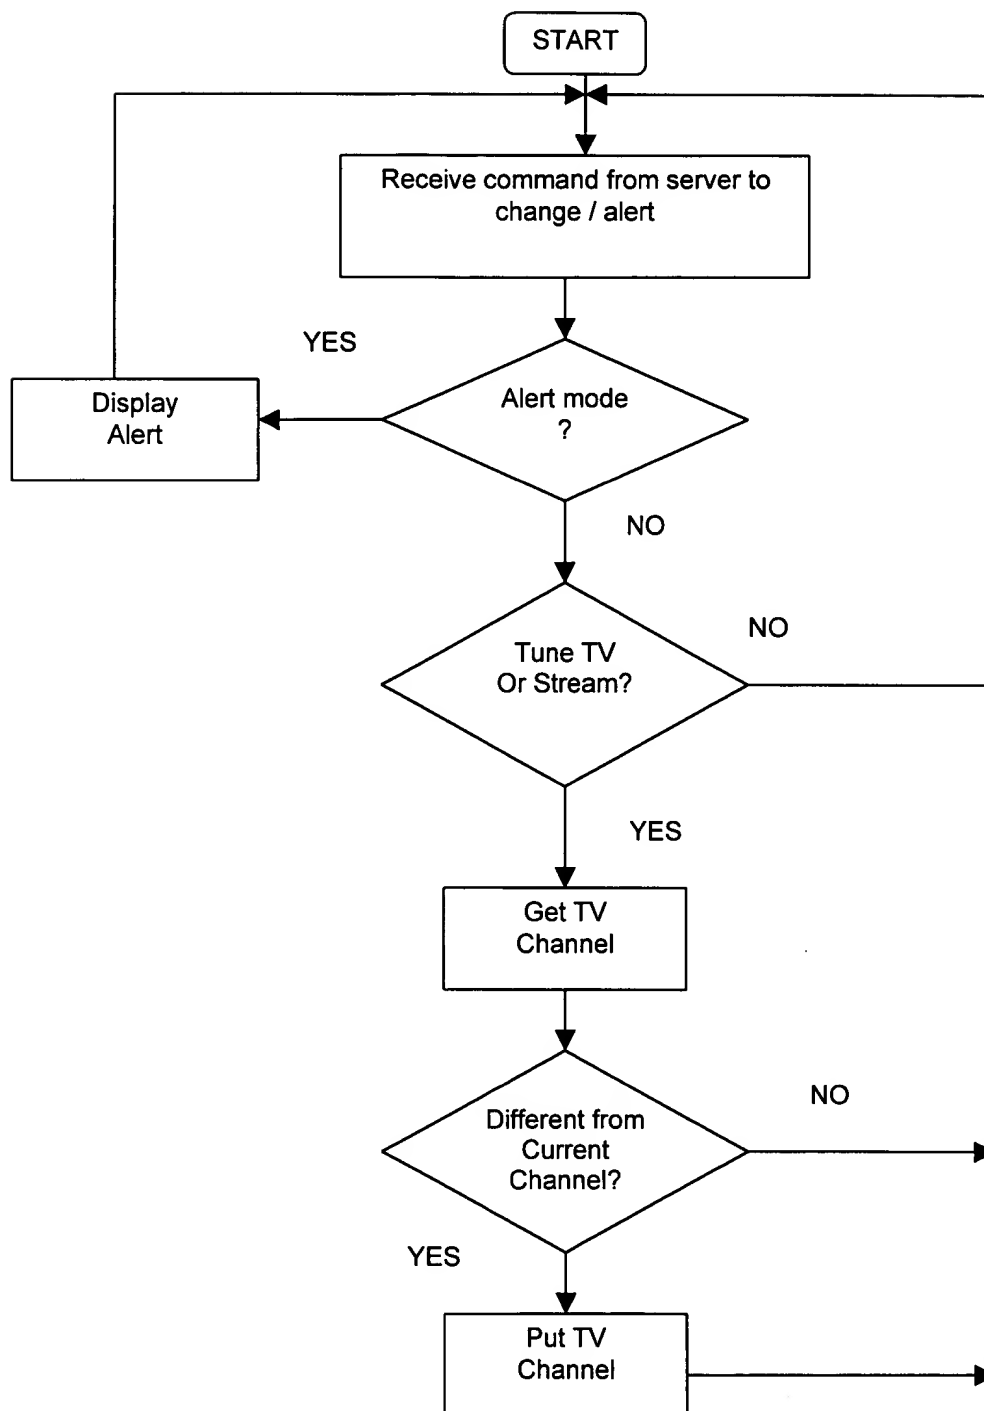 START
Receive command from server to
change / alert
YES
Display
Alert
Alert mode
?
NO
Tune TV
Or Stream?
NO
YES
Get TV
Channel
Different from
Current
Channel?
NO
YES
Put TV
Channel